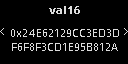 val16
< 0x24E62129CC3ED3D >
F6F8F3CD1E95B812A